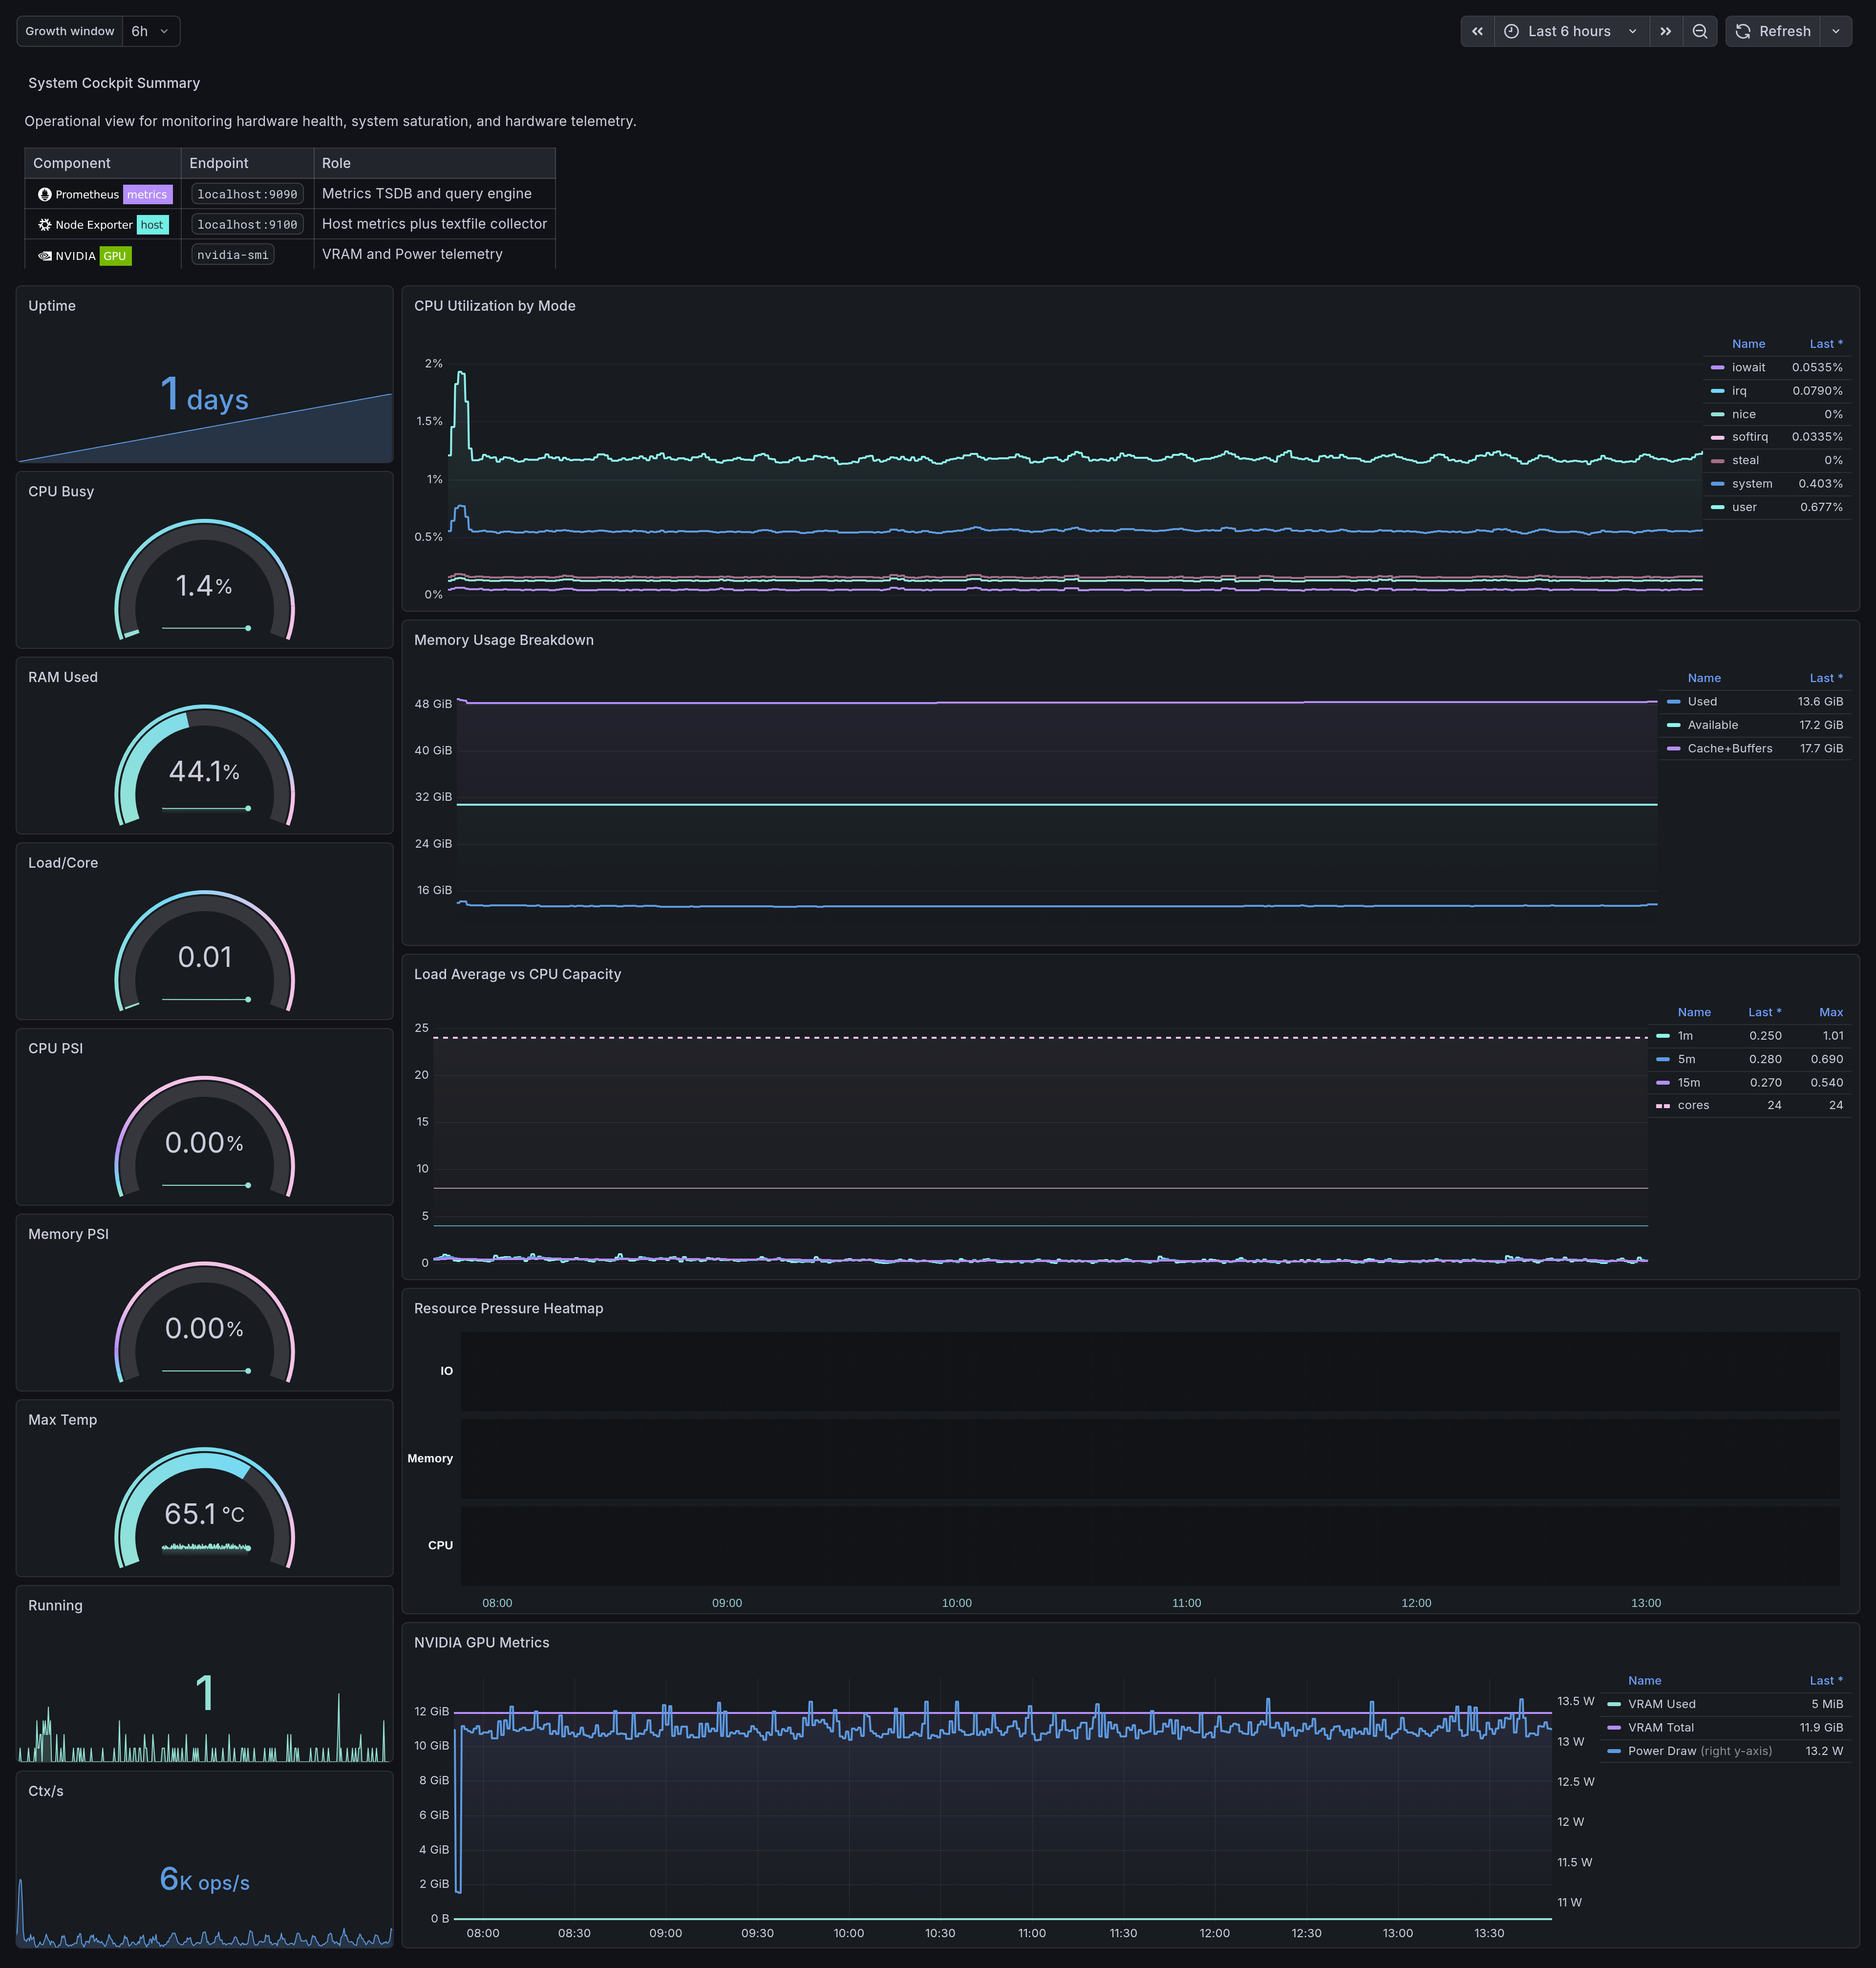 Growth window 6h
Last 6 hours Refresh
System Cockpit Summary
Operational view for monitoring hardware health, system saturation, and hardware telemetry.
Component Endpoint Role
Prometheus metrics localhost:9090 Metrics TSDB and query engine
Node Exporter host localhost:9100 Host metrics plus textfile collector
NVIDIA GPU nvidia-smi VRAM and Power telemetry
Uptime
1 days
CPU Busy
1.4%
RAM Used
44.1%
Load/Core
0.01
CPU PSI
0.00%
Memory PSI
0.00%
Max Temp
65.1 °C
Running
1
Ctx/s
6K ops/s
CPU Utilization by Mode
2%
1.5%
1%
0.5%
0%
Name Last *
iowait 0.0535%
irq 0.0790%
nice 0%
softirq 0.0335%
steal 0%
system 0.403%
user 0.677%
Memory Usage Breakdown
48 GiB
40 GiB
32 GiB
24 GiB
16 GiB
Name Last *
Used 13.6 GiB
Available 17.2 GiB
Cache+Buffers 17.7 GiB
Load Average vs CPU Capacity
25
20
15
10
5
0
Name Last * Max
1m 0.250 1.01
5m 0.280 0.690
15m 0.270 0.540
cores 24 24
Resource Pressure Heatmap
IO
Memory
CPU
08:00 09:00 10:00 11:00 12:00 13:00
NVIDIA GPU Metrics
12 GiB
10 GiB
8 GiB
6 GiB
4 GiB
2 GiB
0 B
13.5 W
13 W
12.5 W
12 W
11.5 W
11 W
08:00 08:30 09:00 09:30 10:00 10:30 11:00 11:30 12:00 12:30 13:00 13:30
Name Last *
VRAM Used 5 MiB
VRAM Total 11.9 GiB
Power Draw (right y-axis) 13.2 W